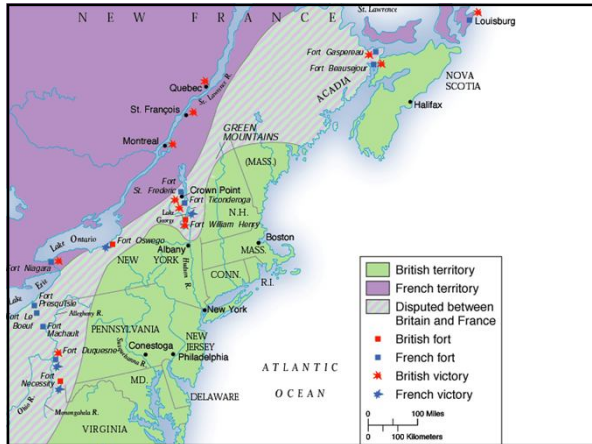 NEW FRANCE
St. Lawrence
Louisburg
Fort Gaspereau
Fort Beausejour
ACADIA
NOVA
SCOTIA
Halifax
Quebec
St. Lawrence R.
St. François
Montreal
GREEN
MOUNTAINS
(MASS.)
Fort
St. Frederic
Crown Point
Fort Ticonderoga
Lake
George
N.H.
Fort William Henry
Lake Ontario
Fort Oswego
Albany
Boston
MASS.
NEW
YORK
Hudson R.
CONN.
R.I.
Fort Niagara
Lake Erie
Fort
Presqu'Isle
Fort Le
Boeuf
Allegheny R.
Fort
Machault
New York
PENNSYLVANIA
NEW
JERSEY
Fort Duquesne
Susquehanna R.
Conestoga
Philadelphia
Fort
Necessity
Ohio R.
Monongahela R.
MD.
DELAWARE
VIRGINIA
ATLANTIC
OCEAN
British territory
French territory
Disputed between
Britain and France
British fort
French fort
British victory
French victory
0 100 Miles
0 100 Kilometers